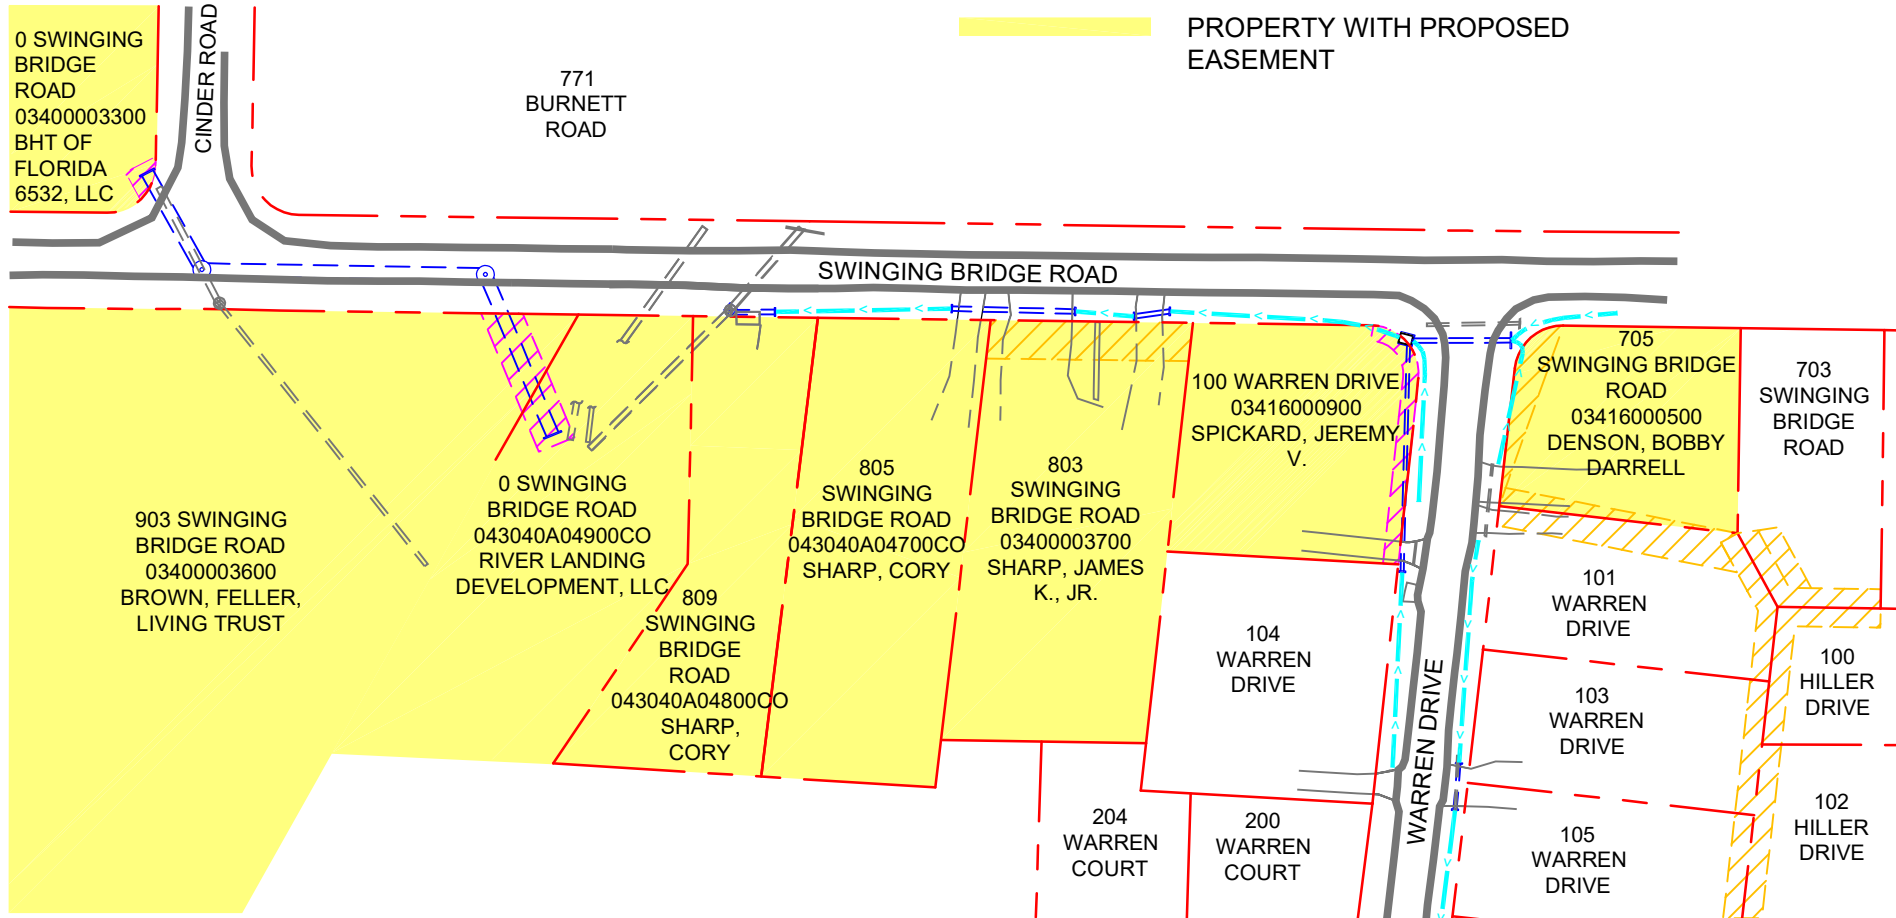 PROPERTY WITH PROPOSED
EASEMENT
0 SWINGING
BRIDGE
ROAD
03400003300
BHT OF
FLORIDA
6532, LLC
CINDER ROAD
771
BURNETT
ROAD
SWINGING BRIDGE ROAD
903 SWINGING
BRIDGE ROAD
03400003600
BROWN, FELLER,
LIVING TRUST
0 SWINGING
BRIDGE ROAD
043040A04900CO
RIVER LANDING
DEVELOPMENT, LLC
809
SWINGING
BRIDGE
ROAD
043040A04800CO
SHARP,
CORY
805
SWINGING
BRIDGE ROAD
043040A04700CO
SHARP, CORY
803
SWINGING
BRIDGE ROAD
03400003700
SHARP, JAMES
K., JR.
100 WARREN DRIVE
03416000900
SPICKARD, JEREMY
V.
705
SWINGING BRIDGE
ROAD
03416000500
DENSON, BOBBY
DARRELL
703
SWINGING
BRIDGE
ROAD
104
WARREN
DRIVE
WARREN DRIVE
101
WARREN
DRIVE
103
WARREN
DRIVE
105
WARREN
DRIVE
100
HILLER
DRIVE
102
HILLER
DRIVE
204
WARREN
COURT
200
WARREN
COURT